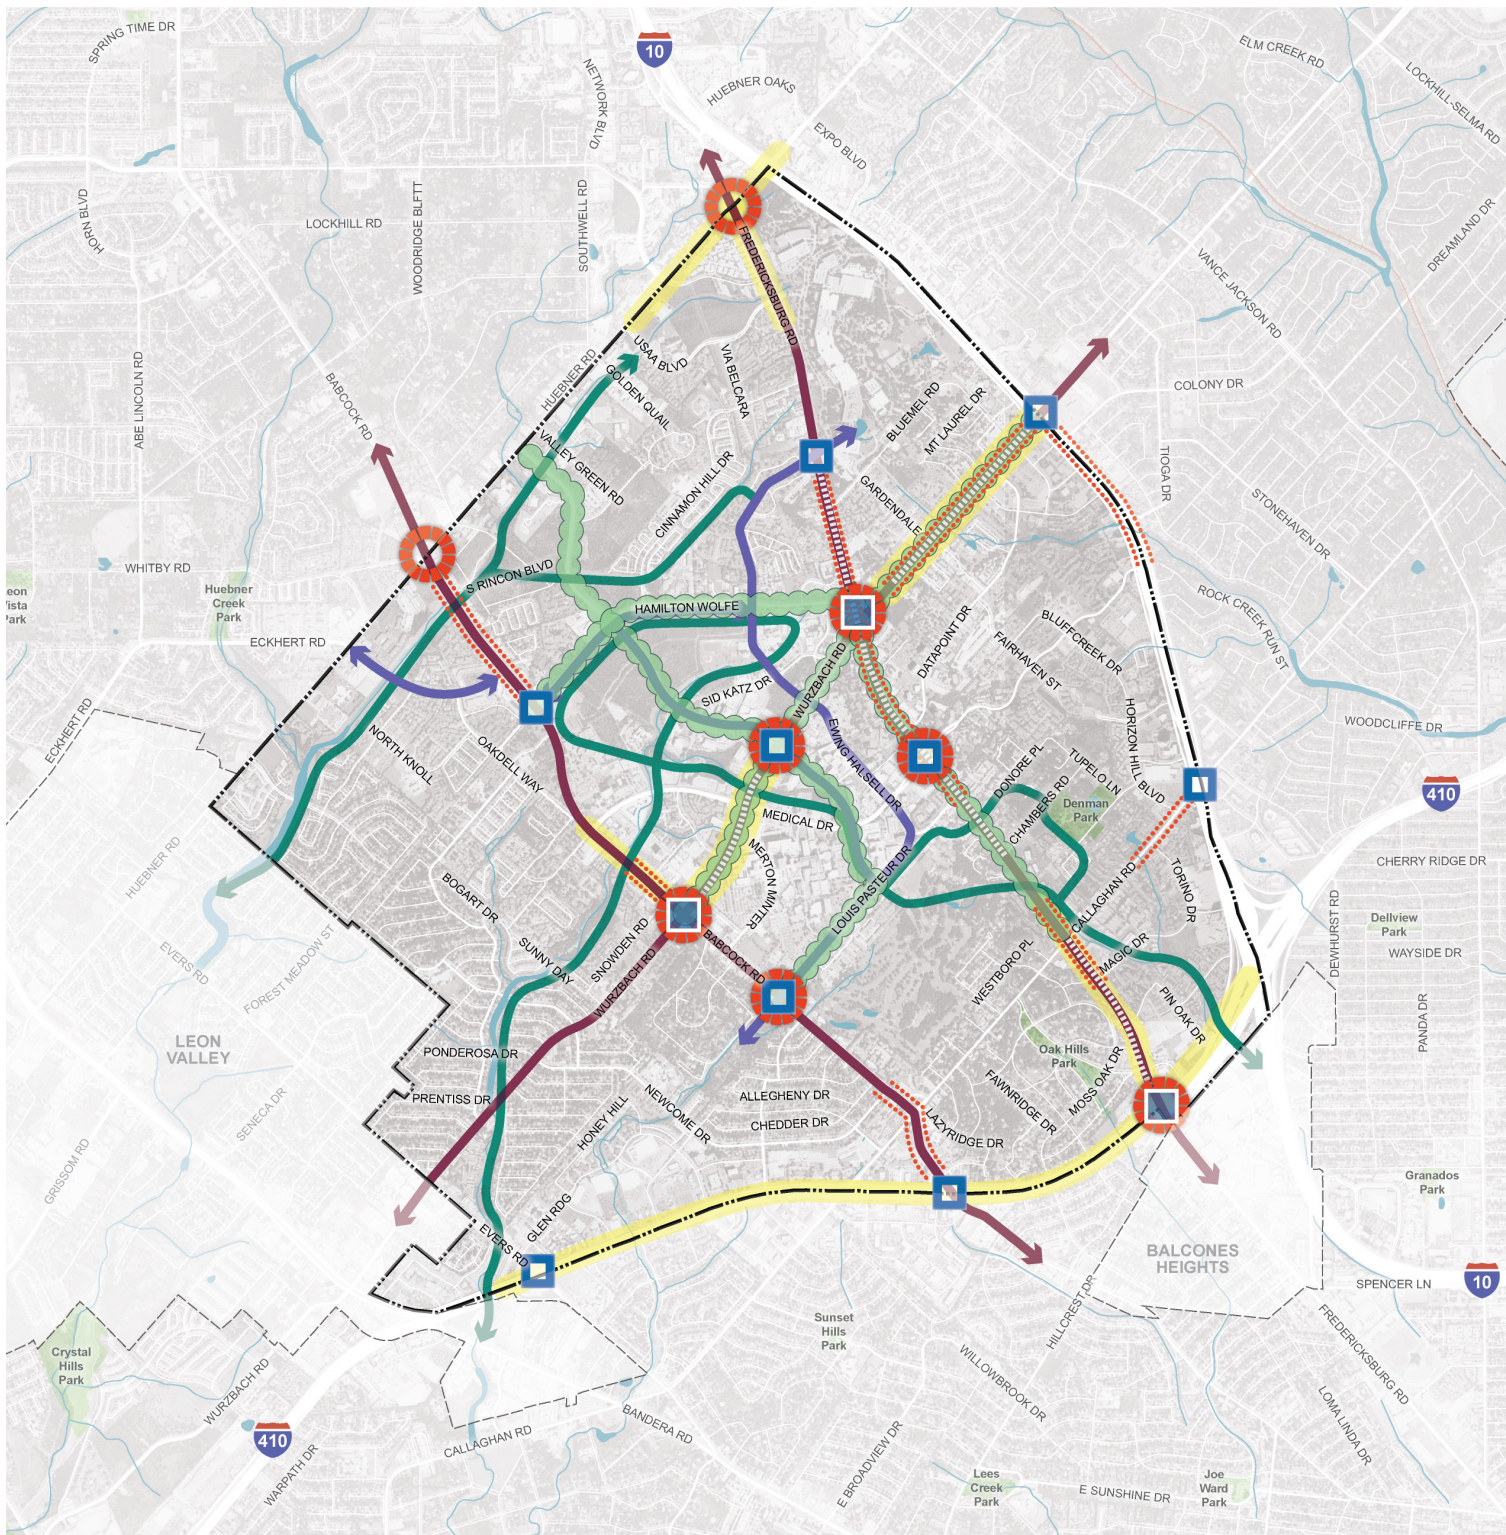 SPRING TIME DR
10
NETWORK BLVD
HUEBNER OAKS
EXPO BLVD
ELM CREEK RD
LOCKHILL-SELMA RD
HORN BLVD
LOCKHILL RD
WOODRIDGE BLFTT
SOUTHWELL RD
DREAMLAND DR
VANCE JACKSON RD
FREDERICKSBURG RD
ABE LINCOLN RD
BABCOCK RD
HUEBNER RD
USAA BLVD
GOLDEN QUAIL
VIA BELCARA
BLUEMEL RD
MT LAUREL DR
COLONY DR
VALLEY GREEN RD
CINNAMON HILL DR
GARDENDALE
TIOGA DR
STONEHAVEN DR
WHITBY RD
eon
Vista
Park
Huebner
Creek
Park
S RINCON BLVD
HAMILTON WOLFE
ROCK CREEK RUN ST
ECKHERT RD
DATAPOINT DR
BLUFFCREEK DR
FAIRHAVEN ST
ECKHERT RD
SID KATZ DR
WURZBACH RD
EWING HALSELL DR
HORIZON HILL BLVD
WOODCLIFFE DR
NORTH KNOLL
OAKDELL WAY
DONORE PL
TUPELO LN
CHAMBERS RD
Denman
Park
410
MEDICAL DR
MERTON MINTER
HUEBNER RD
BOGART DR
LOUIS PASTEUR DR
CALLAGHAN RD
TORINO DR
CHERRY RIDGE DR
DEWHURST RD
Dellview
Park
WAYSIDE DR
EVERS RD
FOREST MEADOW ST
SUNNY DAY
SNOWDEN RD
WURZBACH RD
BABCOCK RD
WESTBORO PL
MAGIC DR
PIN OAK DR
PANDA DR
LEON
VALLEY
PONDEROSA DR
Oak Hills
Park
PRENTISS DR
SENECA DR
HONEY HILL
NEWCOME DR
ALLEGHENY DR
CHEDDER DR
LAZYRIDGE DR
FAWNRIDGE DR
MOSS OAK DR
GRISSOM RD
Granados
Park
EVERS RD
GLEN RDG
BALCONES
HEIGHTS
10
SPENCER LN
HILLCREST DR
FREDERICKSBURG RD
Sunset
Hills
Park
Crystal
Hills
Park
WURZBACH RD
WILLOWBROOK DR
LOMA LINDA DR
410
CALLAGHAN RD
BANDERA RD
WARPATH DR
E BROADVIEW DR
Lees
Creek
Park
E SUNSHINE DR
Joe
Ward
Park